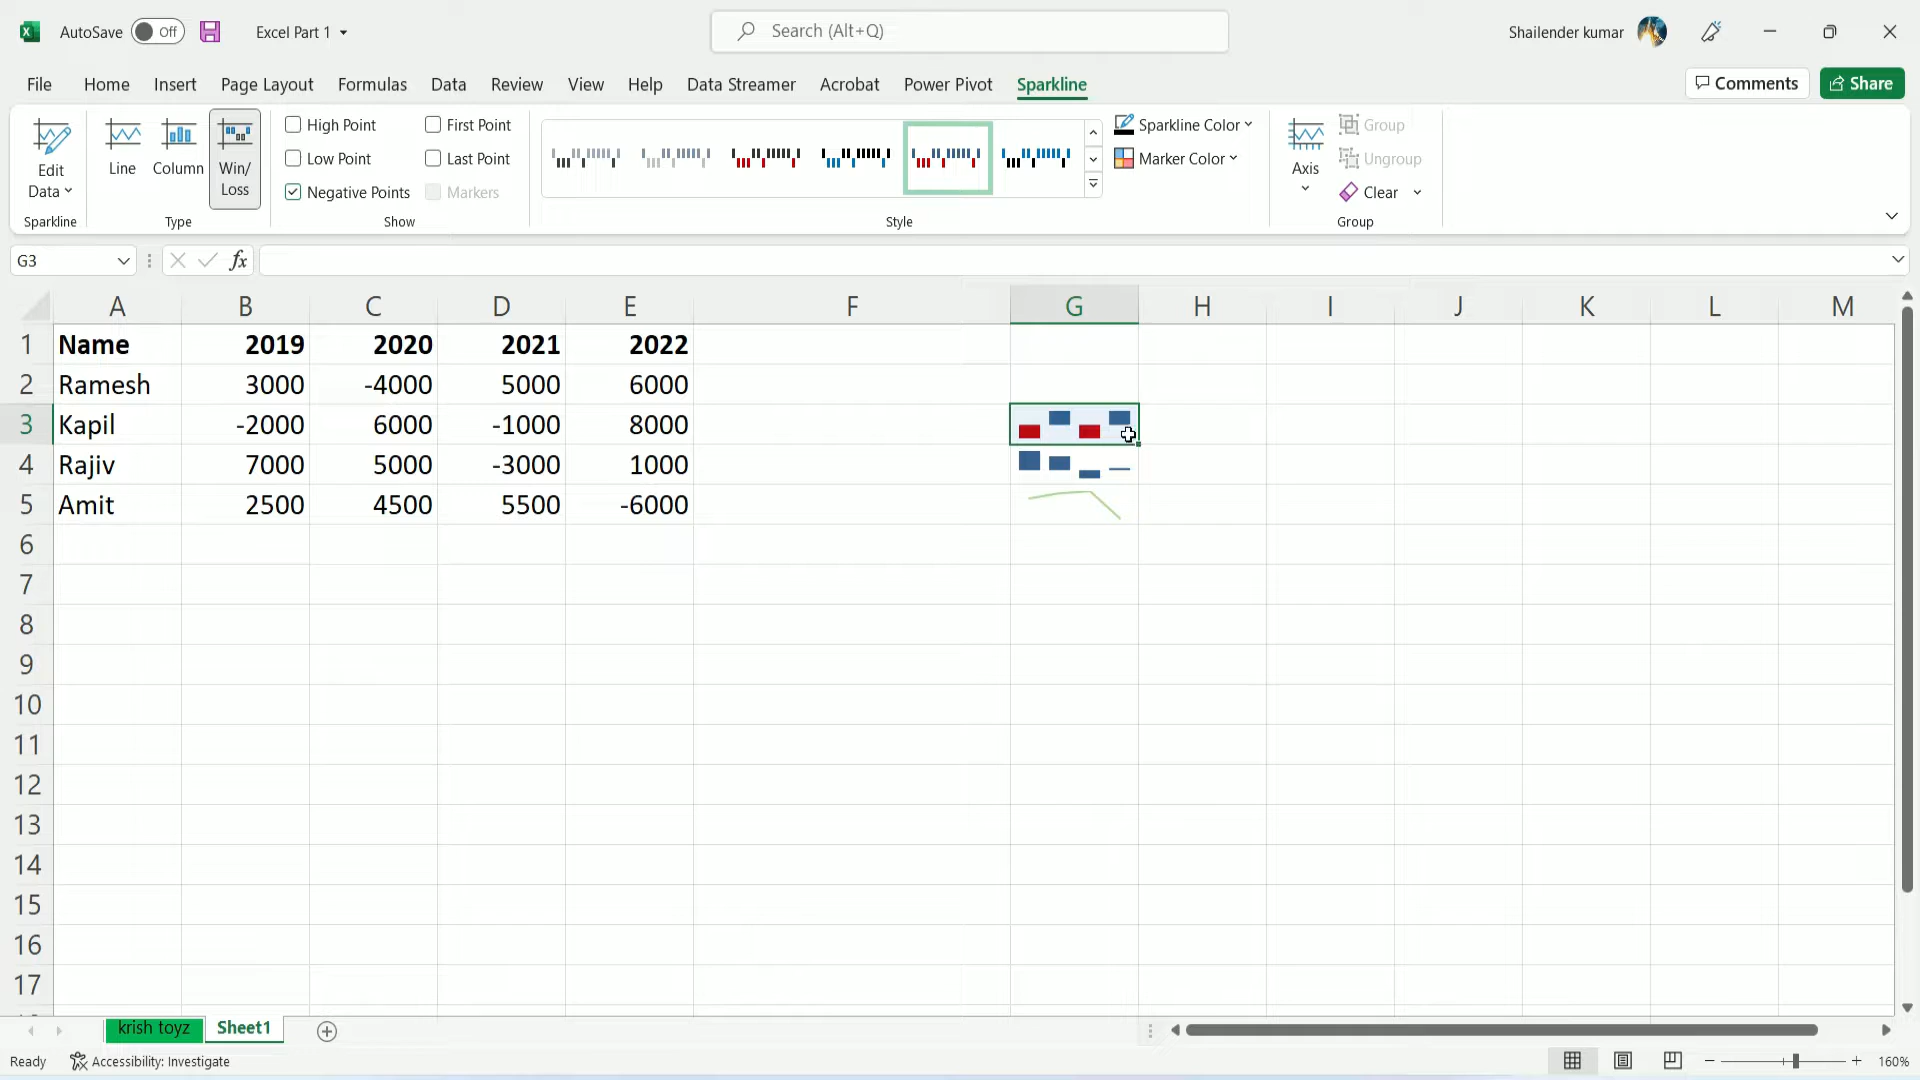 AutoSave Off Excel Part 1 Search (Alt+Q) Shailender kumar
File Home Insert Page Layout Formulas Data Review View Help Data Streamer Acrobat Power Pivot Sparkline Comments Share
Edit Data
Line
Column
Win/
Loss
High Point
First Point
Low Point
Last Point
Negative Points
Markers
Sparkline Color
Marker Color
Axis
Group
Ungroup
Clear
Sparkline Type Show Style Group
G3 fx
A B C D E F G H I J K L M
1 Name 2019 2020 2021 2022
2 Ramesh 3000 -4000 5000 6000
3 Kapil -2000 6000 -1000 8000
4 Rajiv 7000 5000 -3000 1000
5 Amit 2500 4500 5500 -6000
6
7
8
9
10
11
12
13
14
15
16
17
krish toyz Sheet1
Ready Accessibility: Investigate 160%